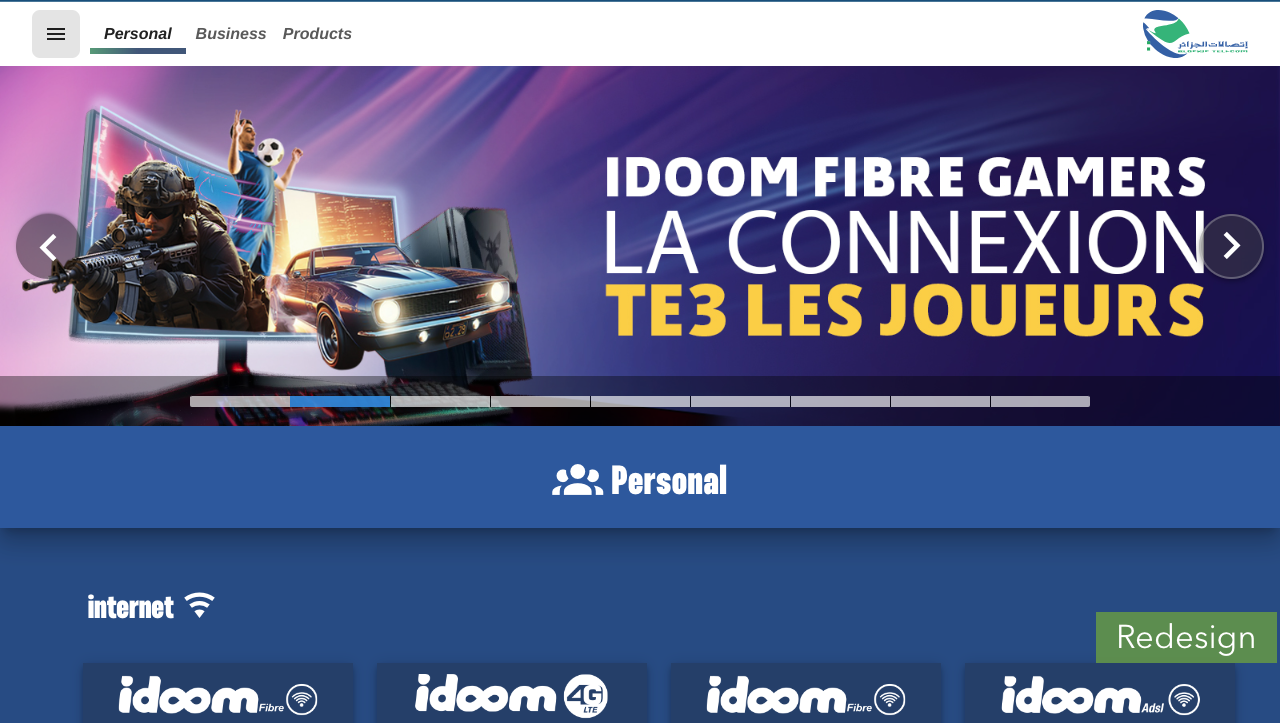 Personal Business Products
إتصالات الجزائر
ALGERIE TELECOM
IDOOM FIBRE GAMERS
LA CONNEXION
TE3 LES JOUEURS
Personal
internet
Redesign
idoom Fibre idoom 4G LTE idoom Fibre idoom Adsl